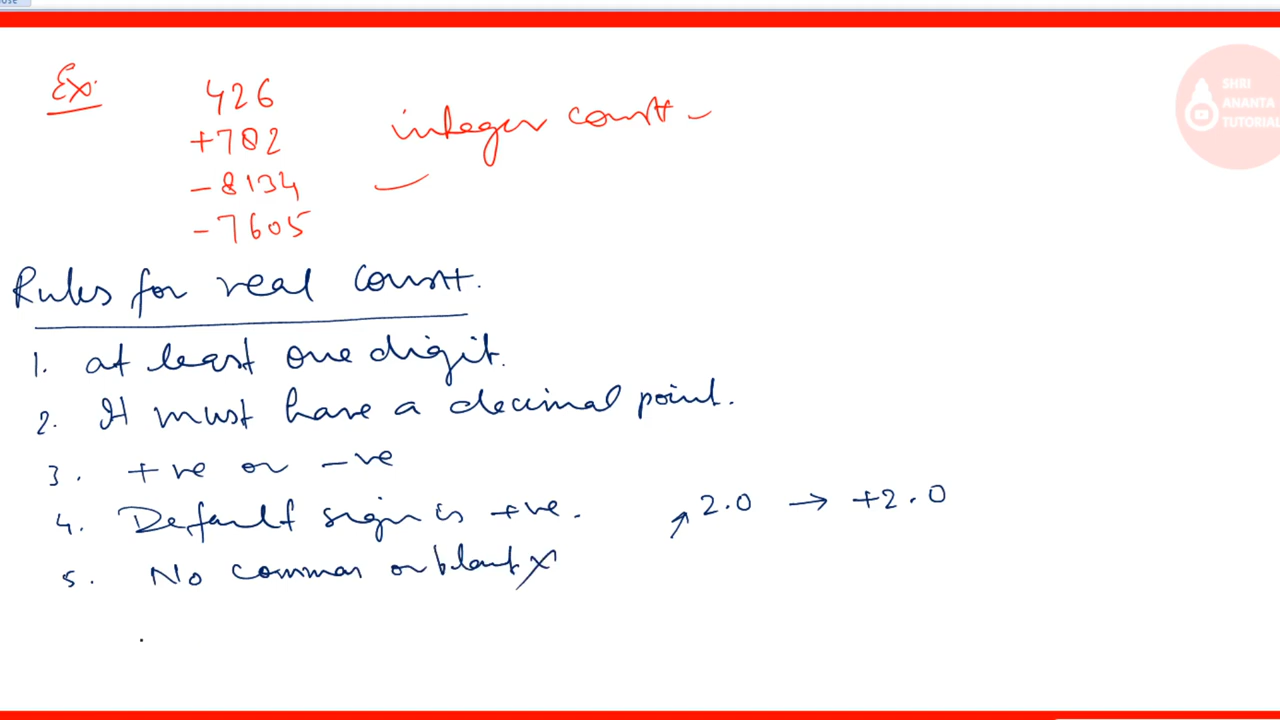 Ex.
426
+702
-8134
-7605
integer const
Rules for real const.
1. at least one digit.
2. It must have a decimal point.
3. +ve or -ve
4. Default sign is +ve. 2.0 → +2.0
5. No commas or blank
SHRI
ANANTA
TUTORIAL